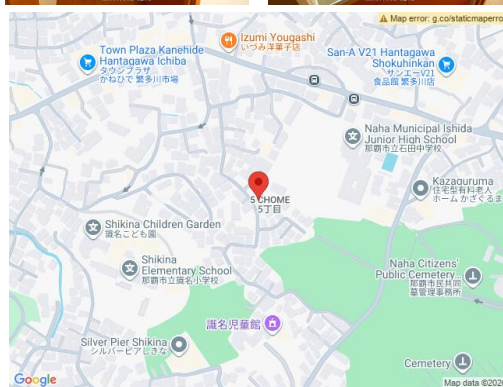 Map error: g.co/staticmaperro
Izumi Yougashi
いづみ洋菓子店
Town Plaza Kanehide
Hantagawa Ichiba
タウンプラザ
かねひで 繁多川市場
San-A V21 Hantagawa
Shokuhinkan
サンエーV21
食品館 繁多川店
Naha Municipal Ishida
Junior High School
那覇市立石田中学校
5 CHOME
5丁目
Kazaguruma
住宅型有料老人
ホーム かざぐるま
Shikina Children Garden
識名こども園
Shikina
Elementary School
那覇市立識名小学校
Naha Citizens'
Public Cemetery...
那覇市民共同
墓管理事務所
識名児童館
Silver Pier Shikina
シルバーピアしきな
Cemetery
Google
Map data ©202